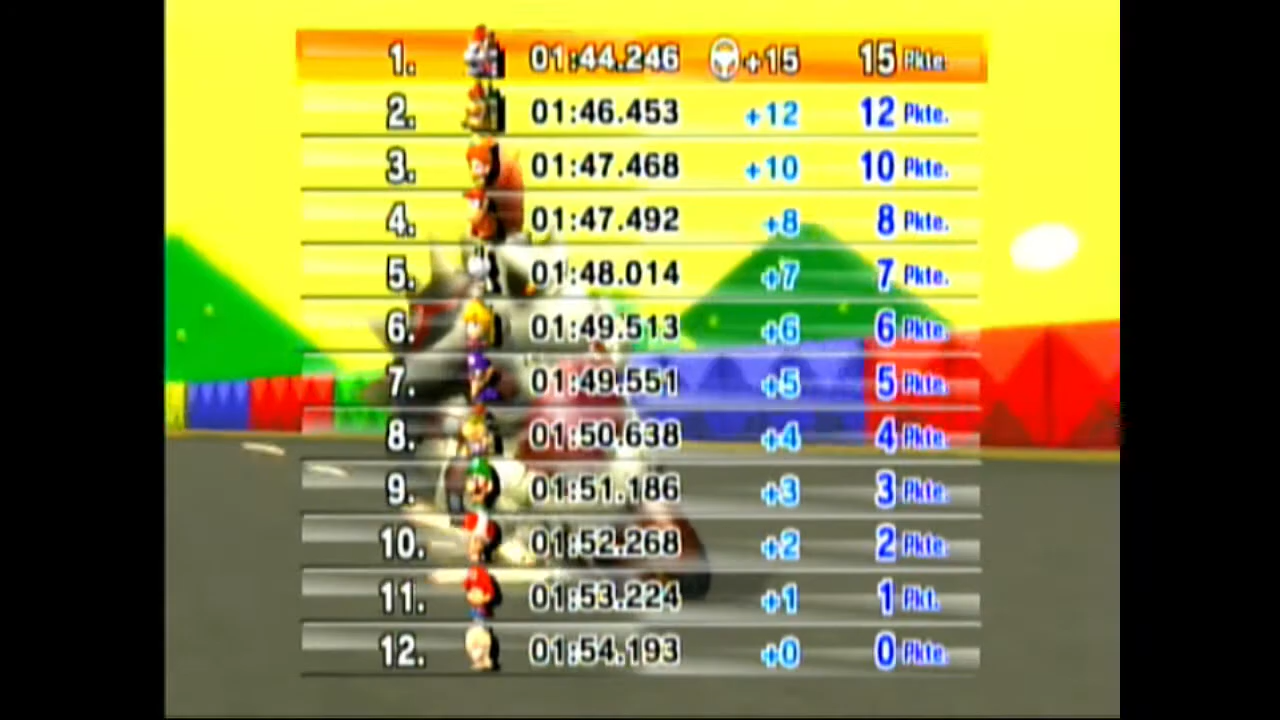 1. 01:44.246 +15 15 Pkte.
2. 01:46.453 +12 12 Pkte.
3. 01:47.468 +10 10 Pkte.
4. 01:47.492 +8 8 Pkte.
5. 01:48.014 +7 7 Pkte.
6. 01:49.513 +6 6 Pkte.
7. 01:49.551 +5 5 Pkte.
8. 01:50.638 +4 4 Pkte.
9. 01:51.186 +3 3 Pkte.
10. 01:52.268 +2 2 Pkte.
11. 01:53.224 +1 1 Pkt.
12. 01:54.193 +0 0 Pkte.